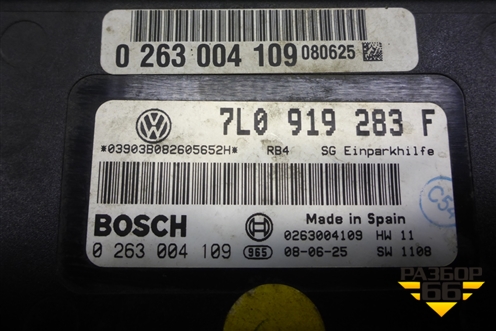 0 263 004 109 080625
7L0 919 283 F
*03903B082605652H* RB4 SG Einparkhilfe
Made in Spain
BOSCH 0263004109 HW 11
0 263 004 109 965 08-06-25 SW 1108
C54
РАЗБОР
66